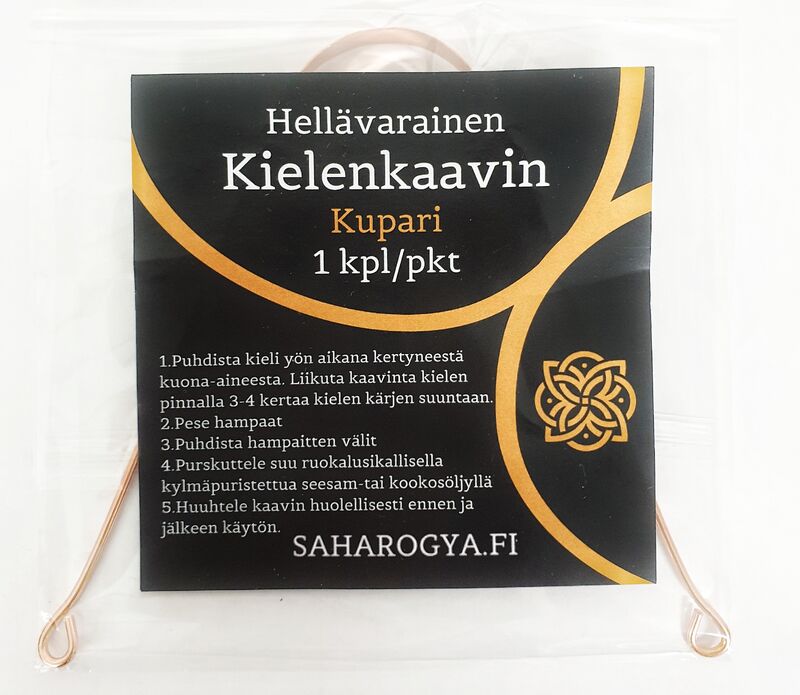 Hellävarainen
Kielenkaavin
Kupari
1 kpl/pkt
1.Puhdista kieli yön aikana kertyneestä
kuona-aineesta. Liikuta kaavinta kielen
pinnalla 3-4 kertaa kielen kärjen suuntaan.
2.Pese hampaat
3.Puhdista hampaitten välit
4.Purskuttele suu ruokalusikallisella
kylmäpuristettua seesam-tai kookosöljyllä
5.Huuhtele kaavin huolellisesti ennen ja
jälkeen käytön.
SAHAROGYA.FI